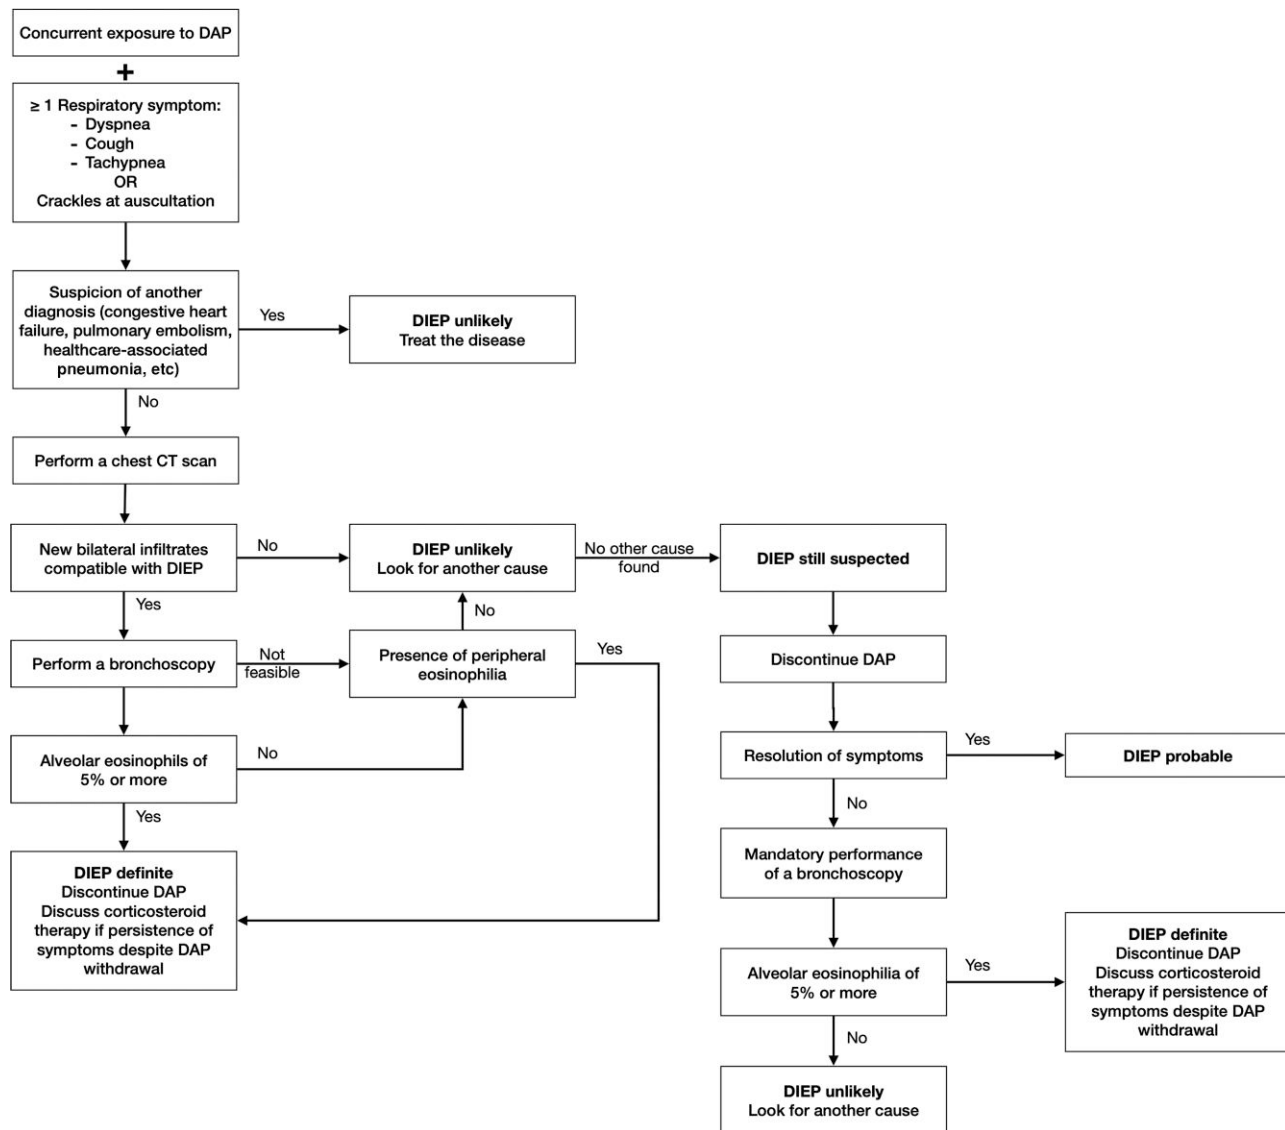 Concurrent exposure to DAP
+
≥ 1 Respiratory symptom:
- Dyspnea
- Cough
- Tachypnea
OR
Crackles at auscultation
Suspicion of another
diagnosis (congestive heart
failure, pulmonary embolism,
healthcare-associated
pneumonia, etc)
Yes
DIEP unlikely
Treat the disease
No
Perform a chest CT scan
New bilateral infiltrates
compatible with DIEP
No
DIEP unlikely
Look for another cause
No other cause
found
DIEP still suspected
Yes
No
Perform a bronchoscopy
Not
feasible
Presence of peripheral
eosinophilia
Yes
Discontinue DAP
Alveolar eosinophils of
5% or more
No
Resolution of symptoms
Yes
DIEP probable
Yes
No
DIEP definite
Discontinue DAP
Discuss corticosteroid
therapy if persistence of
symptoms despite DAP
withdrawal
Mandatory performance
of a bronchoscopy
Alveolar eosinophilia of
5% or more
Yes
DIEP definite
Discontinue DAP
Discuss corticosteroid
therapy if persistence of
symptoms despite DAP
withdrawal
No
DIEP unlikely
Look for another cause